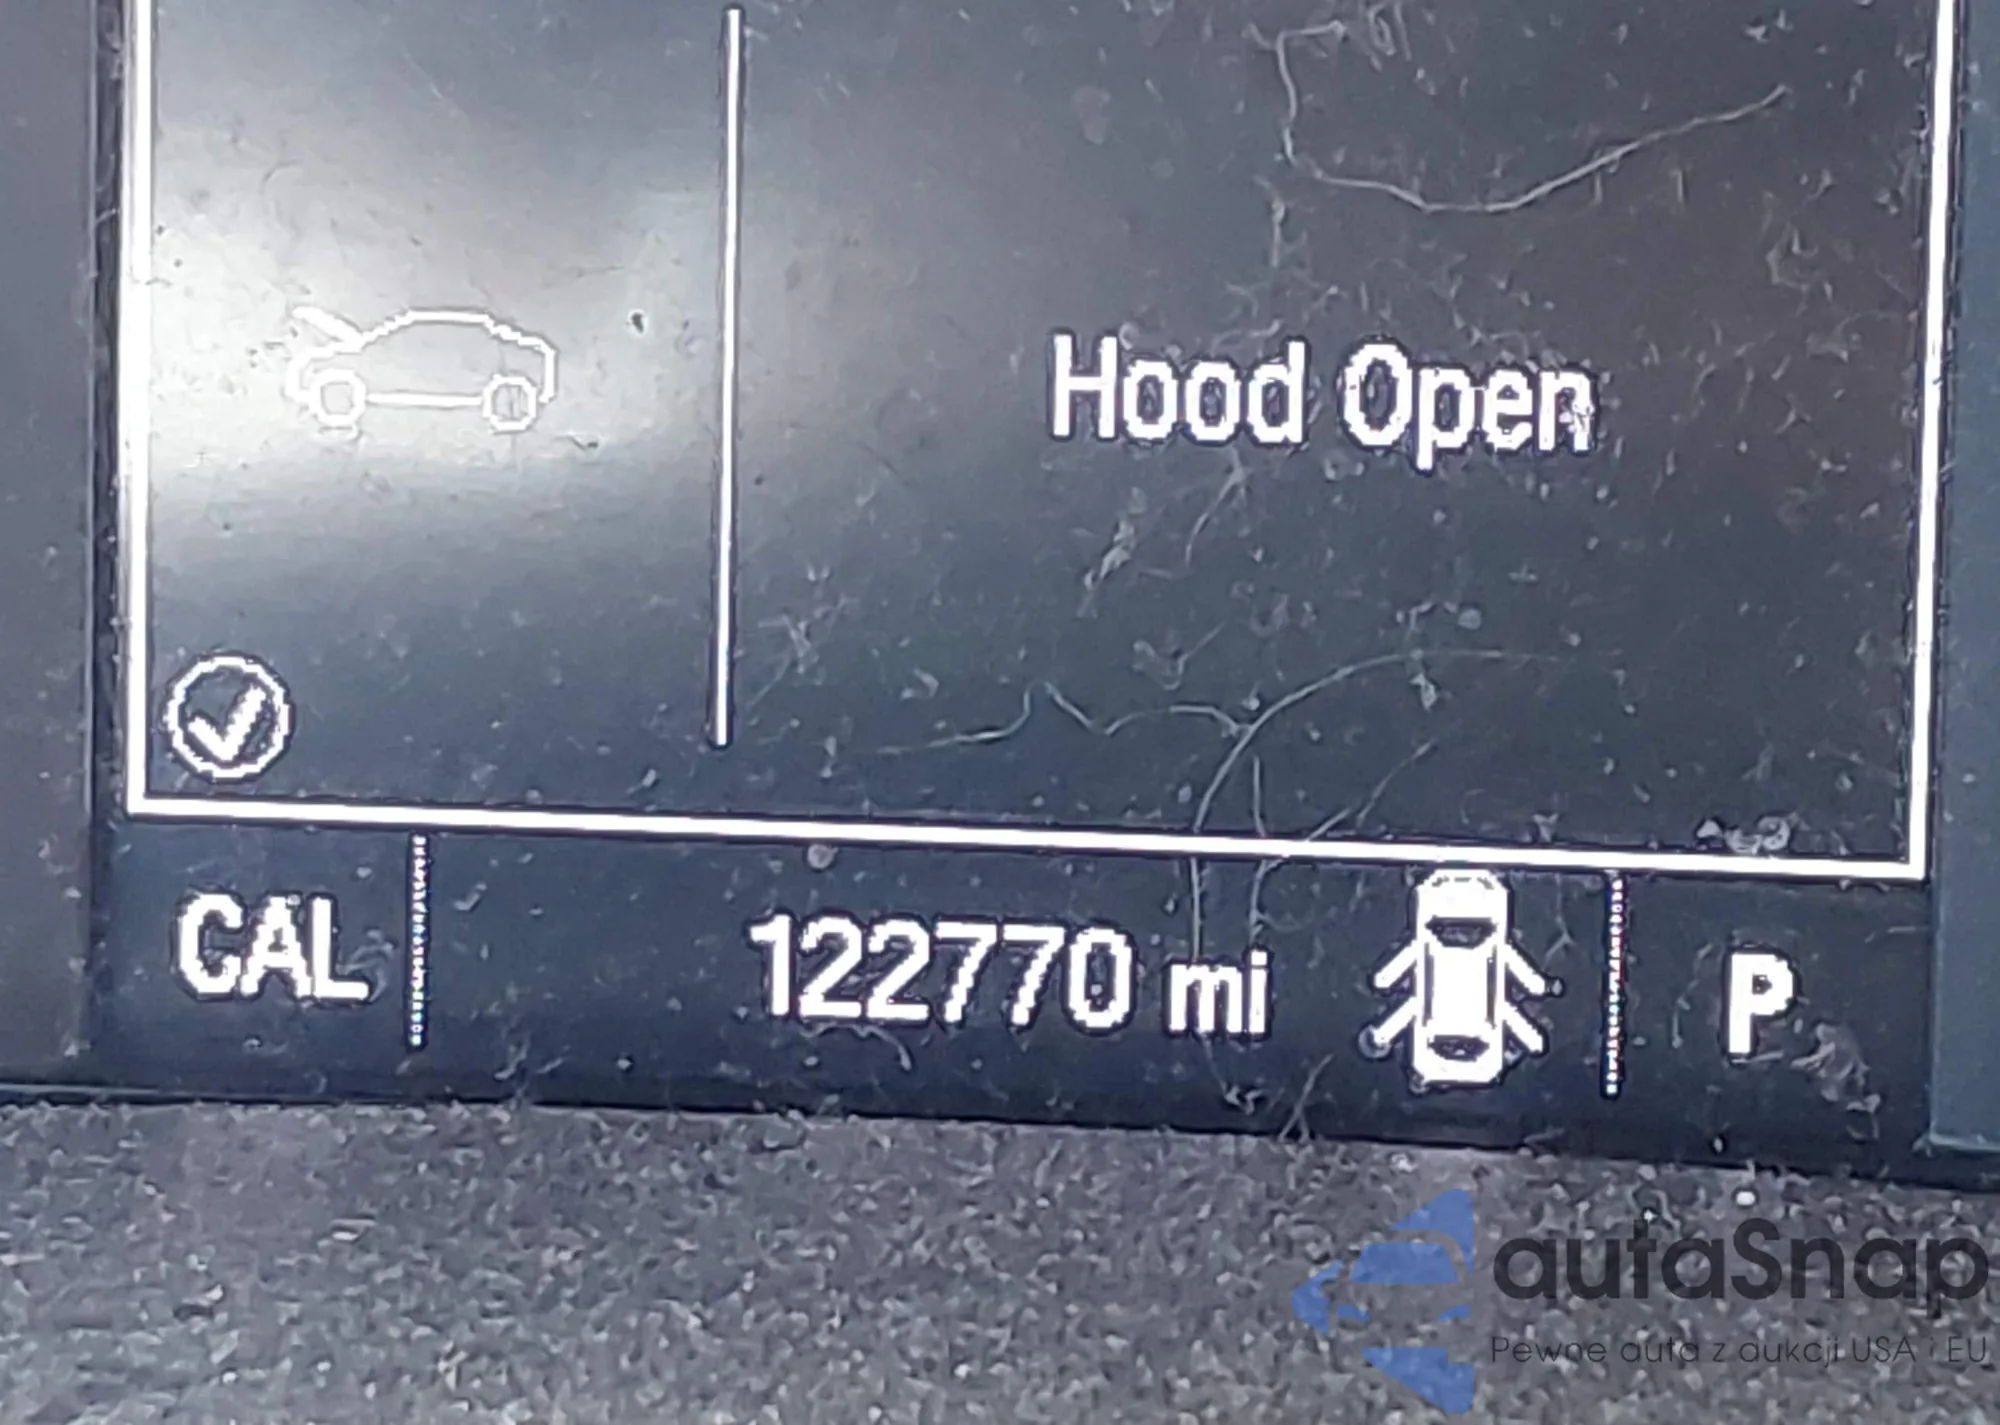 Hood Open
CAL 122770 mi P
autaSnap
Pewne auta z aukcji USA i EU